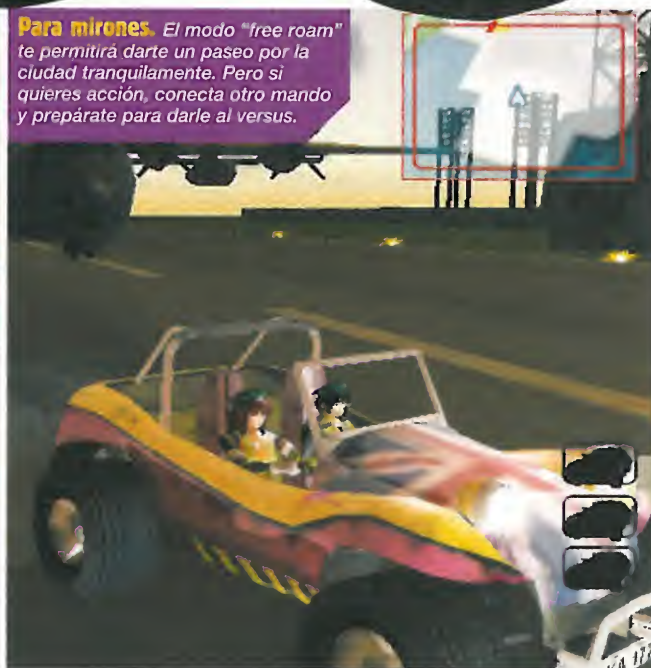 Para mirones. El modo "free roam"
te permitirá darte un paseo por la
ciudad tranquilamente. Pero si
quieres acción, conecta otro mando
y prepárate para darle al versus.